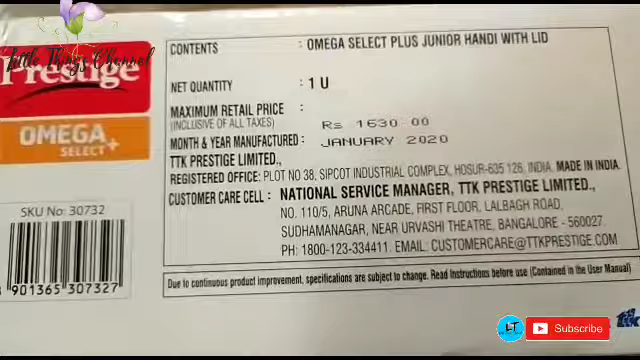 Little Things Channel
Prestige
OMEGA
SELECT+
SKU No: 30732
8 901365 307327
CONTENTS : OMEGA SELECT PLUS JUNIOR HANDI WITH LID
NET QUANTITY : 1 U
MAXIMUM RETAIL PRICE :
(INCLUSIVE OF ALL TAXES) Rs 1630.00
MONTH & YEAR MANUFACTURED : JANUARY 2020
TTK PRESTIGE LIMITED.,
REGISTERED OFFICE: PLOT NO 38, SIPCOT INDUSTRIAL COMPLEX, HOSUR-635 126, INDIA. MADE IN INDIA
CUSTOMER CARE CELL : NATIONAL SERVICE MANAGER, TTK PRESTIGE LIMITED.,
NO. 110/5, ARUNA ARCADE, FIRST FLOOR, LALBAGH ROAD,
SUDHAMANAGAR, NEAR URVASHI THEATRE, BANGALORE - 560027.
PH: 1800-123-334411. EMAIL: CUSTOMERCARE@TTKPRESTIGE.COM
Due to continuous product improvement, specifications are subject to change. Read Instructions before use (Contained in the User Manual)
LT
Subscribe
ttk